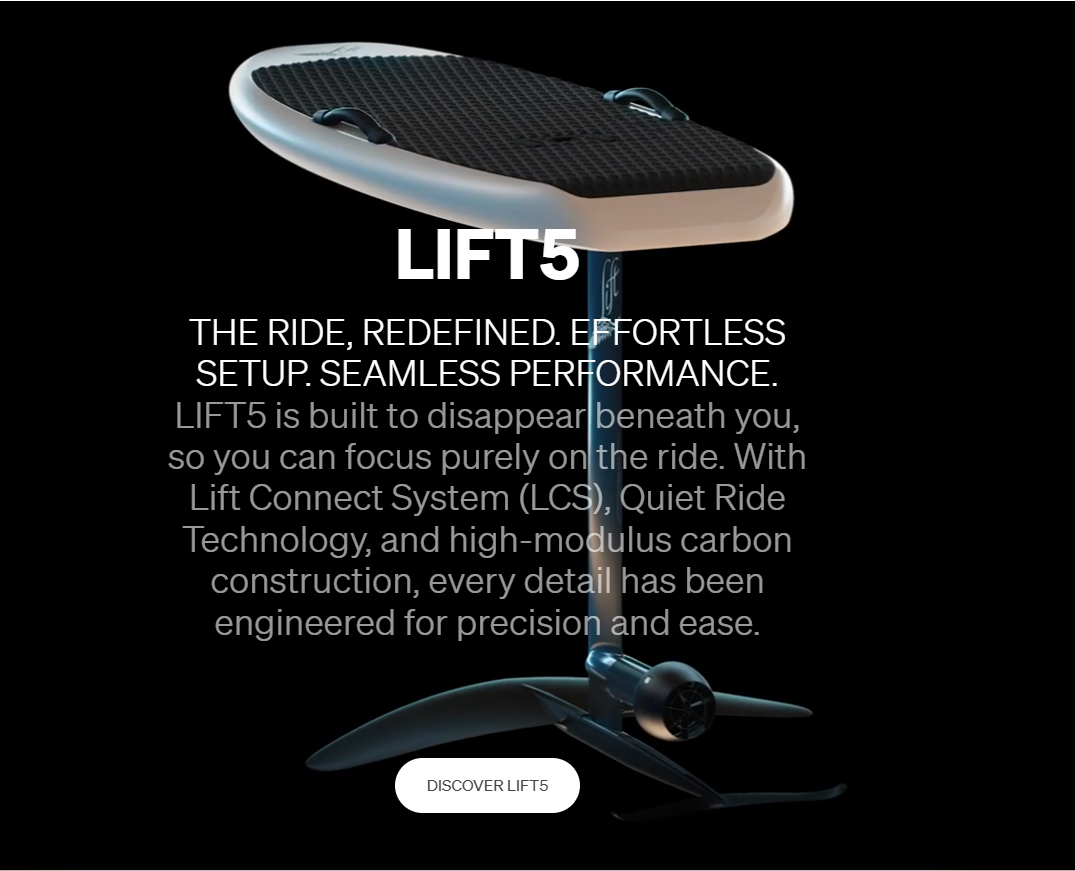 LIFT5
lift
THE RIDE, REDEFINED. EFFORTLESS
SETUP. SEAMLESS PERFORMANCE.
LIFT5 is built to disappear beneath you,
so you can focus purely on the ride. With
Lift Connect System (LCS), Quiet Ride
Technology, and high-modulus carbon
construction, every detail has been
engineered for precision and ease.
DISCOVER LIFT5